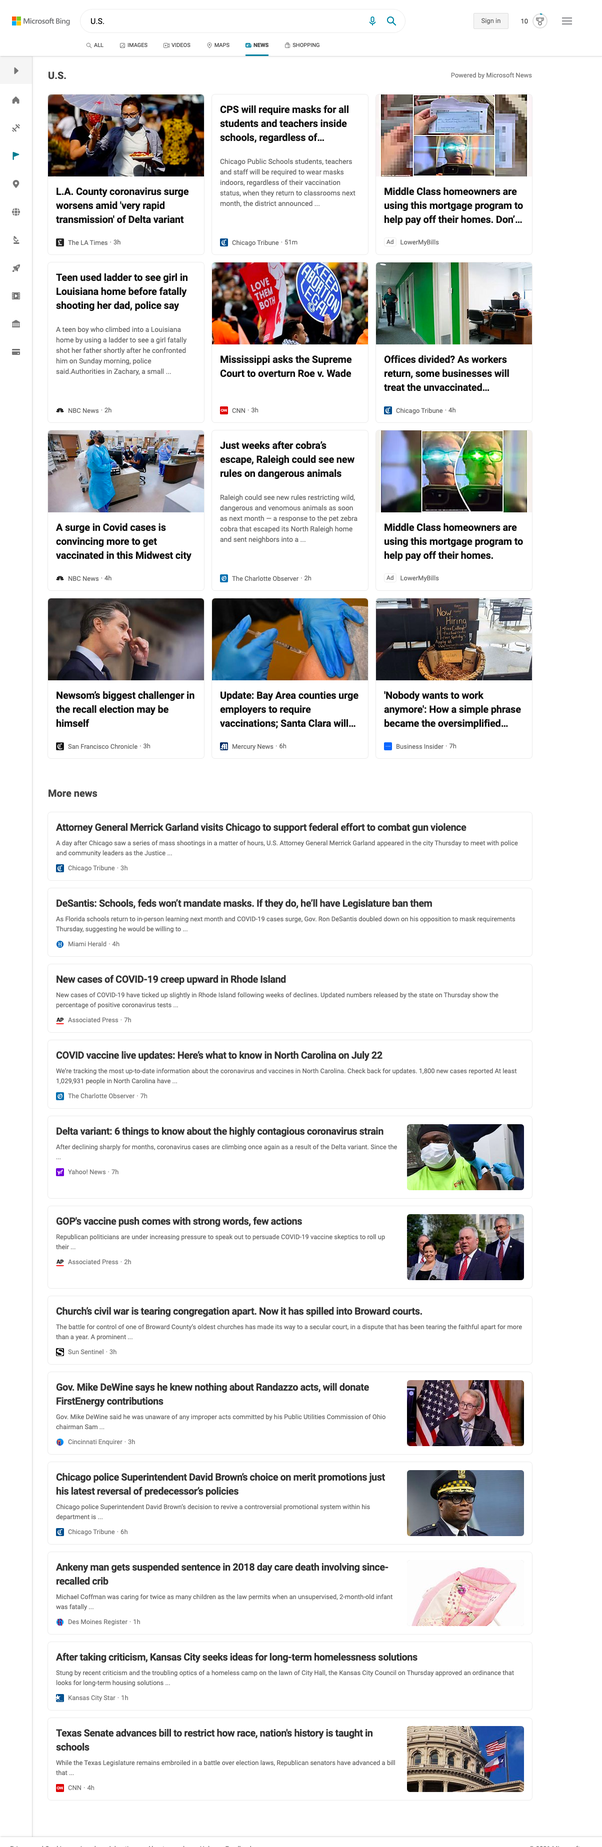 Microsoft Bing
U.S.
Sign in
10
ALL
IMAGES
VIDEOS
MAPS
NEWS
SHOPPING
U.S.
Powered by Microsoft News
L.A. County coronavirus surge
worsens amid 'very rapid
transmission' of Delta variant
The LA Times · 3h
CPS will require masks for all
students and teachers inside
schools, regardless of...
Chicago Public Schools students, teachers
and staff will be required to wear masks
indoors, regardless of their vaccination
status, when they return to classrooms next
month, the district announced ...
Chicago Tribune · 51m
Middle Class homeowners are
using this mortgage program to
help pay off their homes. Don'...
Ad LowerMyBills
Teen used ladder to see girl in
Louisiana home before fatally
shooting her dad, police say
A teen boy who climbed into a Louisiana
home by using a ladder to see a girl fatally
shot her father shortly after he confronted
him on Sunday morning, police
said.Authorities in Zachary, a small ...
NBC News · 2h
LOVE
THEM
BOTH
KEEP
ABORTION
LEGAL
Mississippi asks the Supreme
Court to overturn Roe v. Wade
CNN · 3h
Offices divided? As workers
return, some businesses will
treat the unvaccinated...
Chicago Tribune · 4h
A surge in Covid cases is
convincing more to get
vaccinated in this Midwest city
NBC News · 4h
Just weeks after cobra's
escape, Raleigh could see new
rules on dangerous animals
Raleigh could see new rules restricting wild,
dangerous and venomous animals as soon
as next month — a response to the pet zebra
cobra that escaped its North Raleigh home
and sent neighbors into a ...
The Charlotte Observer · 2h
Middle Class homeowners are
using this mortgage program to
help pay off their homes.
Ad LowerMyBills
Newsom's biggest challenger in
the recall election may be
himself
San Francisco Chronicle · 3h
Update: Bay Area counties urge
employers to require
vaccinations; Santa Clara will...
Mercury News · 6h
Now
Hiring
'Nobody wants to work
anymore': How a simple phrase
became the oversimplified...
Business Insider · 7h
More news
Attorney General Merrick Garland visits Chicago to support federal effort to combat gun violence
A day after Chicago saw a series of mass shootings in a matter of hours, U.S. Attorney General Merrick Garland appeared in the city Thursday to meet with police
and community leaders as the Justice ...
Chicago Tribune · 3h
DeSantis: Schools, feds won't mandate masks. If they do, he'll have Legislature ban them
As Florida schools return to in-person learning next month and COVID-19 cases surge, Gov. Ron DeSantis doubled down on his opposition to mask requirements
Thursday, suggesting he would be willing to ...
Miami Herald · 4h
New cases of COVID-19 creep upward in Rhode Island
New cases of COVID-19 have ticked up slightly in Rhode Island following weeks of declines. Updated numbers released by the state on Thursday show the
percentage of positive coronavirus tests ...
AP Associated Press · 7h
COVID vaccine live updates: Here's what to know in North Carolina on July 22
We're tracking the most up-to-date information about the coronavirus and vaccines in North Carolina. Check back for updates. 1,800 new cases reported At least
1,029,931 people in North Carolina have ...
The Charlotte Observer · 7h
Delta variant: 6 things to know about the highly contagious coronavirus strain
After declining sharply for months, coronavirus cases are climbing once again as a result of the Delta variant. Since the
...
Yahoo! News · 7h
GOP's vaccine push comes with strong words, few actions
Republican politicians are under increasing pressure to speak out to persuade COVID-19 vaccine skeptics to roll up
their ...
AP Associated Press · 2h
Church's civil war is tearing congregation apart. Now it has spilled into Broward courts.
The battle for control of one of Broward County's oldest churches has made its way to a secular court, in a dispute that has been tearing the faithful apart for more
than a year. A prominent ...
Sun Sentinel · 3h
Gov. Mike DeWine says he knew nothing about Randazzo acts, will donate
FirstEnergy contributions
Gov. Mike DeWine said he was unaware of any improper acts committed by his Public Utilities Commission of Ohio
chairman Sam ...
Cincinnati Enquirer · 3h
Chicago police Superintendent David Brown's choice on merit promotions just
his latest reversal of predecessor's policies
Chicago police Superintendent David Brown's decision to revive a controversial promotional system within his
department is ...
Chicago Tribune · 6h
Ankeny man gets suspended sentence in 2018 day care death involving since-
recalled crib
Michael Coffman was caring for twice as many children as the law permits when an unsupervised, 2-month-old infant
was fatally ...
Des Moines Register · 1h
After taking criticism, Kansas City seeks ideas for long-term homelessness solutions
Stung by recent criticism and the troubling optics of a homeless camp on the lawn of City Hall, the Kansas City Council on Thursday approved an ordinance that
looks for long-term housing solutions ...
Kansas City Star · 1h
Texas Senate advances bill to restrict how race, nation's history is taught in
schools
While the Texas Legislature remains embroiled in a battle over election laws, Republican senators have advanced a bill
that ...
CNN · 4h